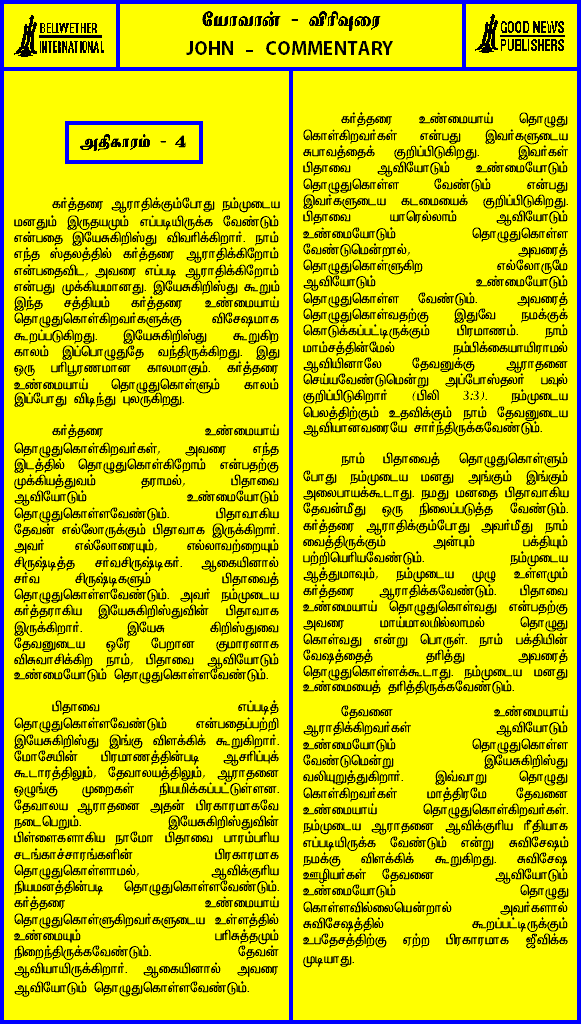 BELWETHER
INTERNATIONAL
யோவான் - விரிவுரை
JOHN - COMMENTARY
GOOD NEWS
PUBLISHERS
அதிகாரம் - 4
கர்த்தரை ஆராதிக்கும்போது நம்முடைய
மனதும் இருதயமும் எப்படியிருக்க வேண்டும்
என்பதை இயேசுகிறிஸ்து விவரிக்கிறார். நாம்
எந்த ஸ்தலத்தில் கர்த்தரை ஆராதிக்கிறோம்
என்பதைவிட, அவரை எப்படி ஆராதிக்கிறோம்
என்பது முக்கியமானது. இயேசுகிறிஸ்து கூறும்
இந்த சத்தியம் கர்த்தரை உண்மையாய்
தொழுதுகொள்கிறவர்களுக்கு விசேஷமாக
கூறப்படுகிறது. இயேசுகிறிஸ்து கூறுகிற
காலம் இப்பொழுதுதே வந்திருக்கிறது. இது
ஒரு பரிபூரணமான காலமாகும். கர்த்தரை
உண்மையாய் தொழுதுகொள்ளும் காலம்
இப்போது விடிந்து புலருகிறது.
கர்த்தரை உண்மையாய்
தொழுதுகொள்கிறவர்கள், அவரை எந்த
இடத்தில் தொழுதுகொள்கிறோம் என்பதற்கு
முக்கியத்துவம் தராமல், பிதாவை
ஆவியோடும் உண்மையோடும்
தொழுதுகொள்ளவேண்டும். பிதாவாகிய
தேவன் எல்லோருக்கும் பிதாவாக இருக்கிறார்.
அவர் எல்லோரையும், எல்லாவற்றையும்
சிருஷ்டித்த சர்வசிருஷ்டிகர். ஆகையினால்
சர்வ சிருஷ்டிகளும் பிதாவைத்
தொழுதுகொள்ளவேண்டும். அவர் நம்முடைய
கர்த்தராகிய இயேசுகிறிஸ்துவின் பிதாவாக
இருக்கிறார். இயேசு கிறிஸ்துவை
தேவனுடைய ஒரே பேறான குமாரனாக
விசுவாசிக்கிற நாம், பிதாவை ஆவியோடும்
உண்மையோடும் தொழுதுகொள்ளவேண்டும்.
பிதாவை எப்படித்
தொழுதுகொள்ளவேண்டும் என்பதைப்பற்றி
இயேசுகிறிஸ்து இங்கு விளக்கிக் கூறுகிறார்.
மோசேயின் பிரமாணத்தின்படி ஆசரிப்புக்
கூடாரத்திலும், தேவாலயத்திலும், ஆராதனை
ஒழுங்கு முறைகள் நியமிக்கப்பட்டுள்ளன.
தேவாலய ஆராதனை அதன் பிரகாரமாகவே
நடைபெறும். இயேசுகிறிஸ்துவின்
பிள்ளைகளாகிய நாமோ பிதாவை பாரம்பரிய
சடங்காச்சாரங்களின் பிரகாரமாக
தொழுதுகொள்ளாமல், ஆவிக்குரிய
நியமனத்தின்படி தொழுதுகொள்ளவேண்டும்.
கர்த்தரை உண்மையாய்
தொழுதுகொள்ளுகிறவர்களுடைய உள்ளத்தில்
உண்மையும் பரிசுத்தமும்
நிறைந்திருக்கவேண்டும். தேவன்
ஆவியாயிருக்கிறார். ஆகையினால் அவரை
ஆவியோடும் தொழுதுகொள்ளவேண்டும்.
கர்த்தரை உண்மையாய் தொழுது
கொள்கிறவர்கள் என்பது இவர்களுடைய
சுபாவத்தைக் குறிப்பிடுகிறது. இவர்கள்
பிதாவை ஆவியோடும் உண்மையோடும்
தொழுதுகொள்ள வேண்டும் என்பது
இவர்களுடைய கடமையைக் குறிப்பிடுகிறது.
பிதாவை யாரெல்லாம் ஆவியோடும்
உண்மையோடும் தொழுதுகொள்ள
வேண்டுமென்றால், அவரைத்
தொழுதுகொள்ளுகிற எல்லோருமே
ஆவியோடும் உண்மையோடும்
தொழுதுகொள்ள வேண்டும். அவரைத்
தொழுதுகொள்வதற்கு இதுவே நமக்குக்
கொடுக்கப்பட்டிருக்கும் பிரமாணம். நாம்
மாம்சத்தின்மேல் நம்பிக்கையாயிராமல்
ஆவியினாலே தேவனுக்கு ஆராதனை
செய்யவேண்டுமென்று அப்போஸ்தலர் பவுல்
குறிப்பிடுகிறார் (பிலி 3:3). நம்முடைய
பெலத்திற்கும் உதவிக்கும் நாம் தேவனுடைய
ஆவியானவரையே சார்ந்திருக்கவேண்டும்.
நாம் பிதாவைத் தொழுதுகொள்ளும்
போது நம்முடைய மனது அங்கும் இங்கும்
அலைபாயக்கூடாது. நமது மனதை பிதாவாகிய
தேவன்மீது ஒரு நிலைப்படுத்த வேண்டும்.
கர்த்தரை ஆராதிக்கும்போது அவர்மீது நாம்
வைத்திருக்கும் அன்பும் பக்தியும்
பற்றியெரியவேண்டும். நம்முடைய
ஆத்துமாவும், நம்முடைய முழு உள்ளமும்
கர்த்தரை ஆராதிக்கவேண்டும். பிதாவை
உண்மையாய் தொழுதுகொள்வது என்பதற்கு
அவரை மாய்மாலமில்லாமல் தொழுது
கொள்வது என்று பொருள். நாம் பக்தியின்
வேஷத்தைத் தரித்து அவரைத்
தொழுதுகொள்ளக்கூடாது. நம்முடைய மனது
உண்மையைத் தரித்திருக்கவேண்டும்.
தேவனை உண்மையாய்
ஆராதிக்கிறவர்கள் ஆவியோடும்
உண்மையோடும் தொழுதுகொள்ள
வேண்டுமென்று இயேசுகிறிஸ்து
வலியுறுத்துகிறார். இவ்வாறு தொழுது
கொள்கிறவர்கள் மாத்திரமே தேவனை
உண்மையாய் தொழுதுகொள்கிறவர்கள்.
நம்முடைய ஆராதனை ஆவிக்குரிய ரீதியாக
எப்படியிருக்க வேண்டும் என்று சுவிசேஷம்
நமக்கு விளக்கிக் கூறுகிறது. சுவிசேஷ
ஊழியர்கள் தேவனை ஆவியோடும்
உண்மையோடும் தொழுது
கொள்ளவில்லையென்றால் அவர்களால்
சுவிசேஷத்தில் கூறப்பட்டிருக்கும்
உபதேசத்திற்கு ஏற்ற பிரகாரமாக ஜீவிக்க
முடியாது.